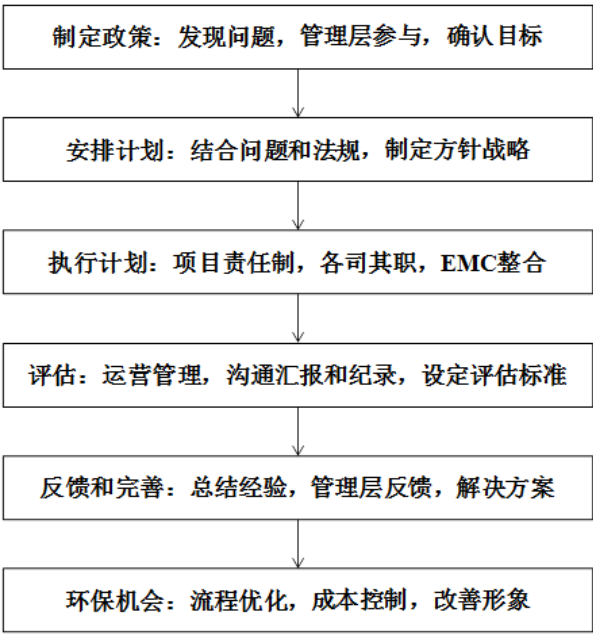 制定政策：发现问题，管理层参与，确认目标
安排计划：结合问题和法规，制定方针战略
执行计划：项目责任制，各司其职，EMC整合
评估：运营管理，沟通汇报和纪录，设定评估标准
反馈和完善：总结经验，管理层反馈，解决方案
环保机会：流程优化，成本控制，改善形象